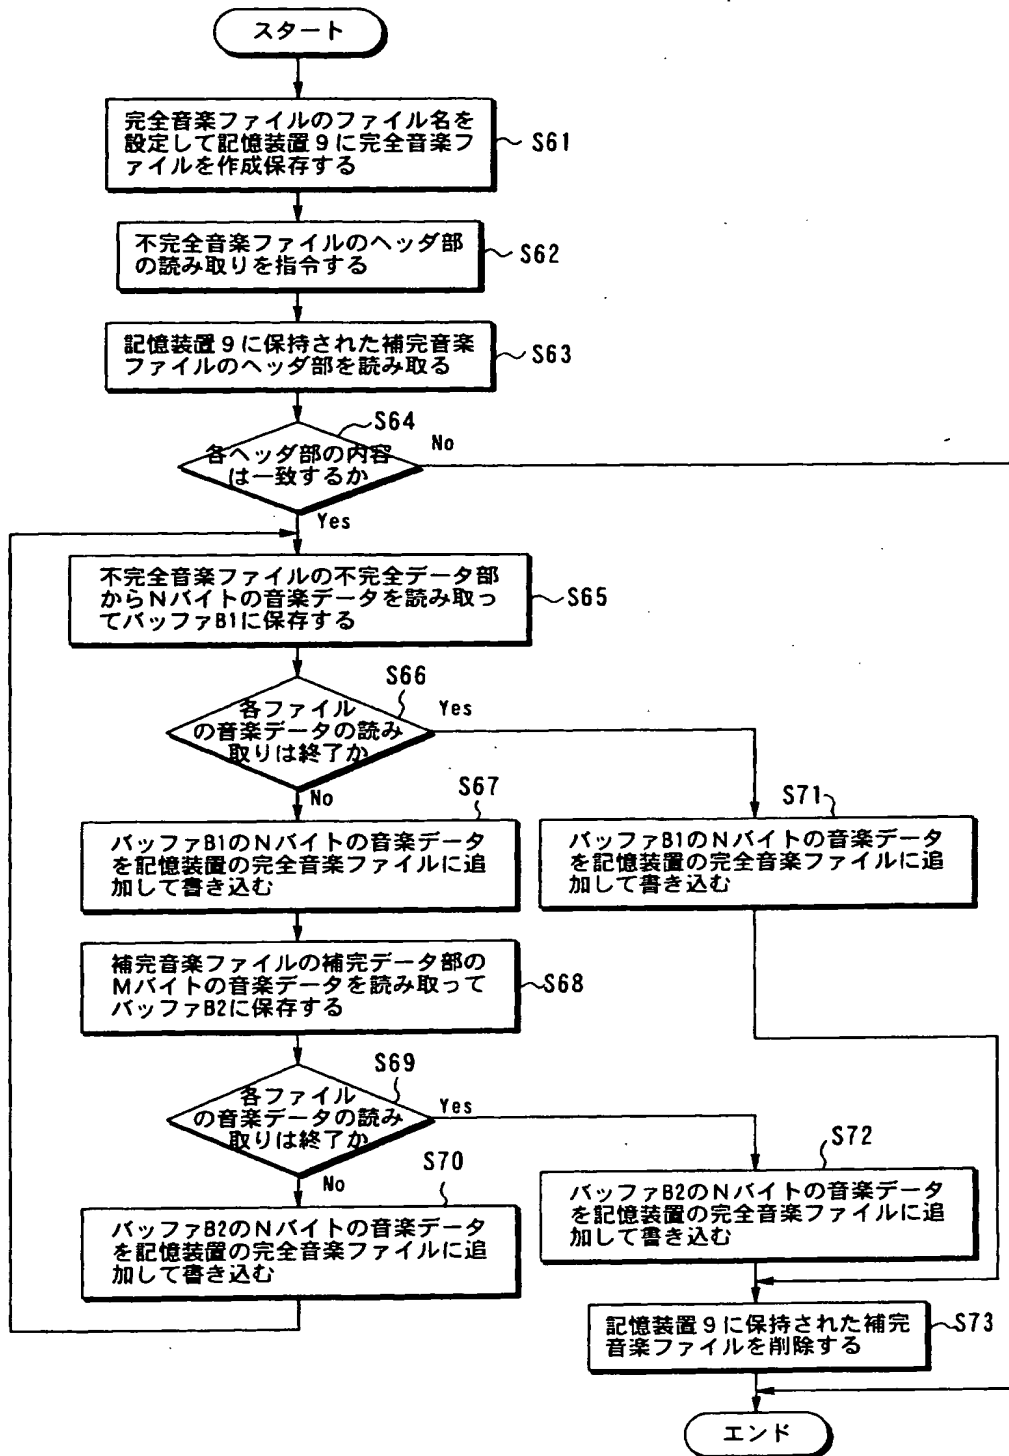 スタート
完全音楽ファイルのファイル名を
設定して記憶装置9に完全音楽フ
ァイルを作成保存する
S61
不完全音楽ファイルのヘッダ部
の読み取りを指令する
S62
記憶装置9に保持された補完音楽
ファイルのヘッダ部を読み取る
S63
S64
各ヘッダ部の内容
は一致するか
No
Yes
不完全音楽ファイルの不完全データ部
からNバイトの音楽データを読み取っ
てバッファB1に保存する
S65
S66
各ファイル
の音楽データの読み
取りは終了か
Yes
No
S67
バッファB1のNバイトの音楽データ
を記憶装置の完全音楽ファイルに追
加して書き込む
S71
バッファB1のNバイトの音楽データ
を記憶装置の完全音楽ファイルに追
加して書き込む
補完音楽ファイルの補完データ部の
Mバイトの音楽データを読み取って
バッファB2に保存する
S68
S69
各ファイル
の音楽データの読み
取りは終了か
Yes
No
S70
バッファB2のNバイトの音楽データ
を記憶装置の完全音楽ファイルに追
加して書き込む
S72
バッファB2のNバイトの音楽データ
を記憶装置の完全音楽ファイルに追
加して書き込む
記憶装置9に保持された補完
音楽ファイルを削除する
S73
エンド